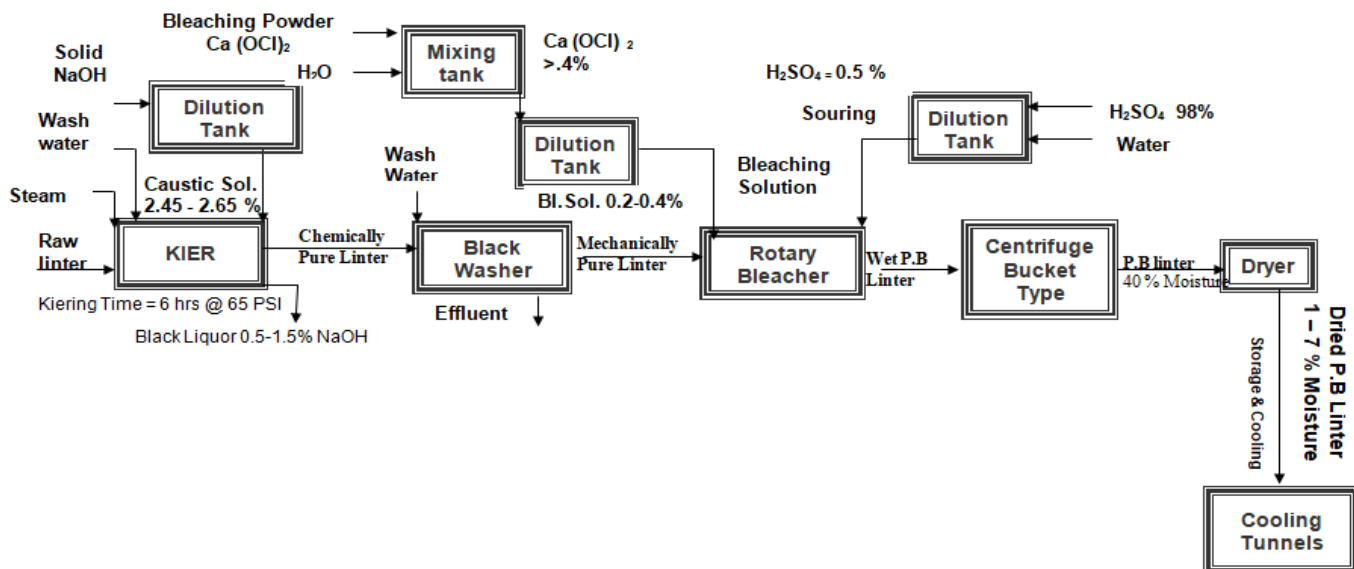 Bleaching Powder
Ca (OCl)₂
H₂O
Mixing
tank
Ca (OCl) ₂
>.4%
Solid
NaOH
Dilution
Tank
Wash
water
Steam
Caustic Sol.
2.45 - 2.65 %
Raw
linter
KIER
Kiering Time = 6 hrs @ 65 PSI
Black Liquor 0.5-1.5% NaOH
Chemically
Pure Linter
Wash
Water
Black
Washer
Effluent
Mechanically
Pure Linter
Dilution
Tank
Bl. Sol. 0.2-0.4%
Bleaching
Solution
H₂SO₄ = 0.5 %
Souring
Dilution
Tank
H₂SO₄ 98%
Water
Rotary
Bleacher
Wet P.B
Linter
Centrifuge
Bucket
Type
P.B linter
40 % Moisture
Dryer
Dried P.B Linter
1 – 7 % Moisture
Storage & Cooling
Cooling
Tunnels